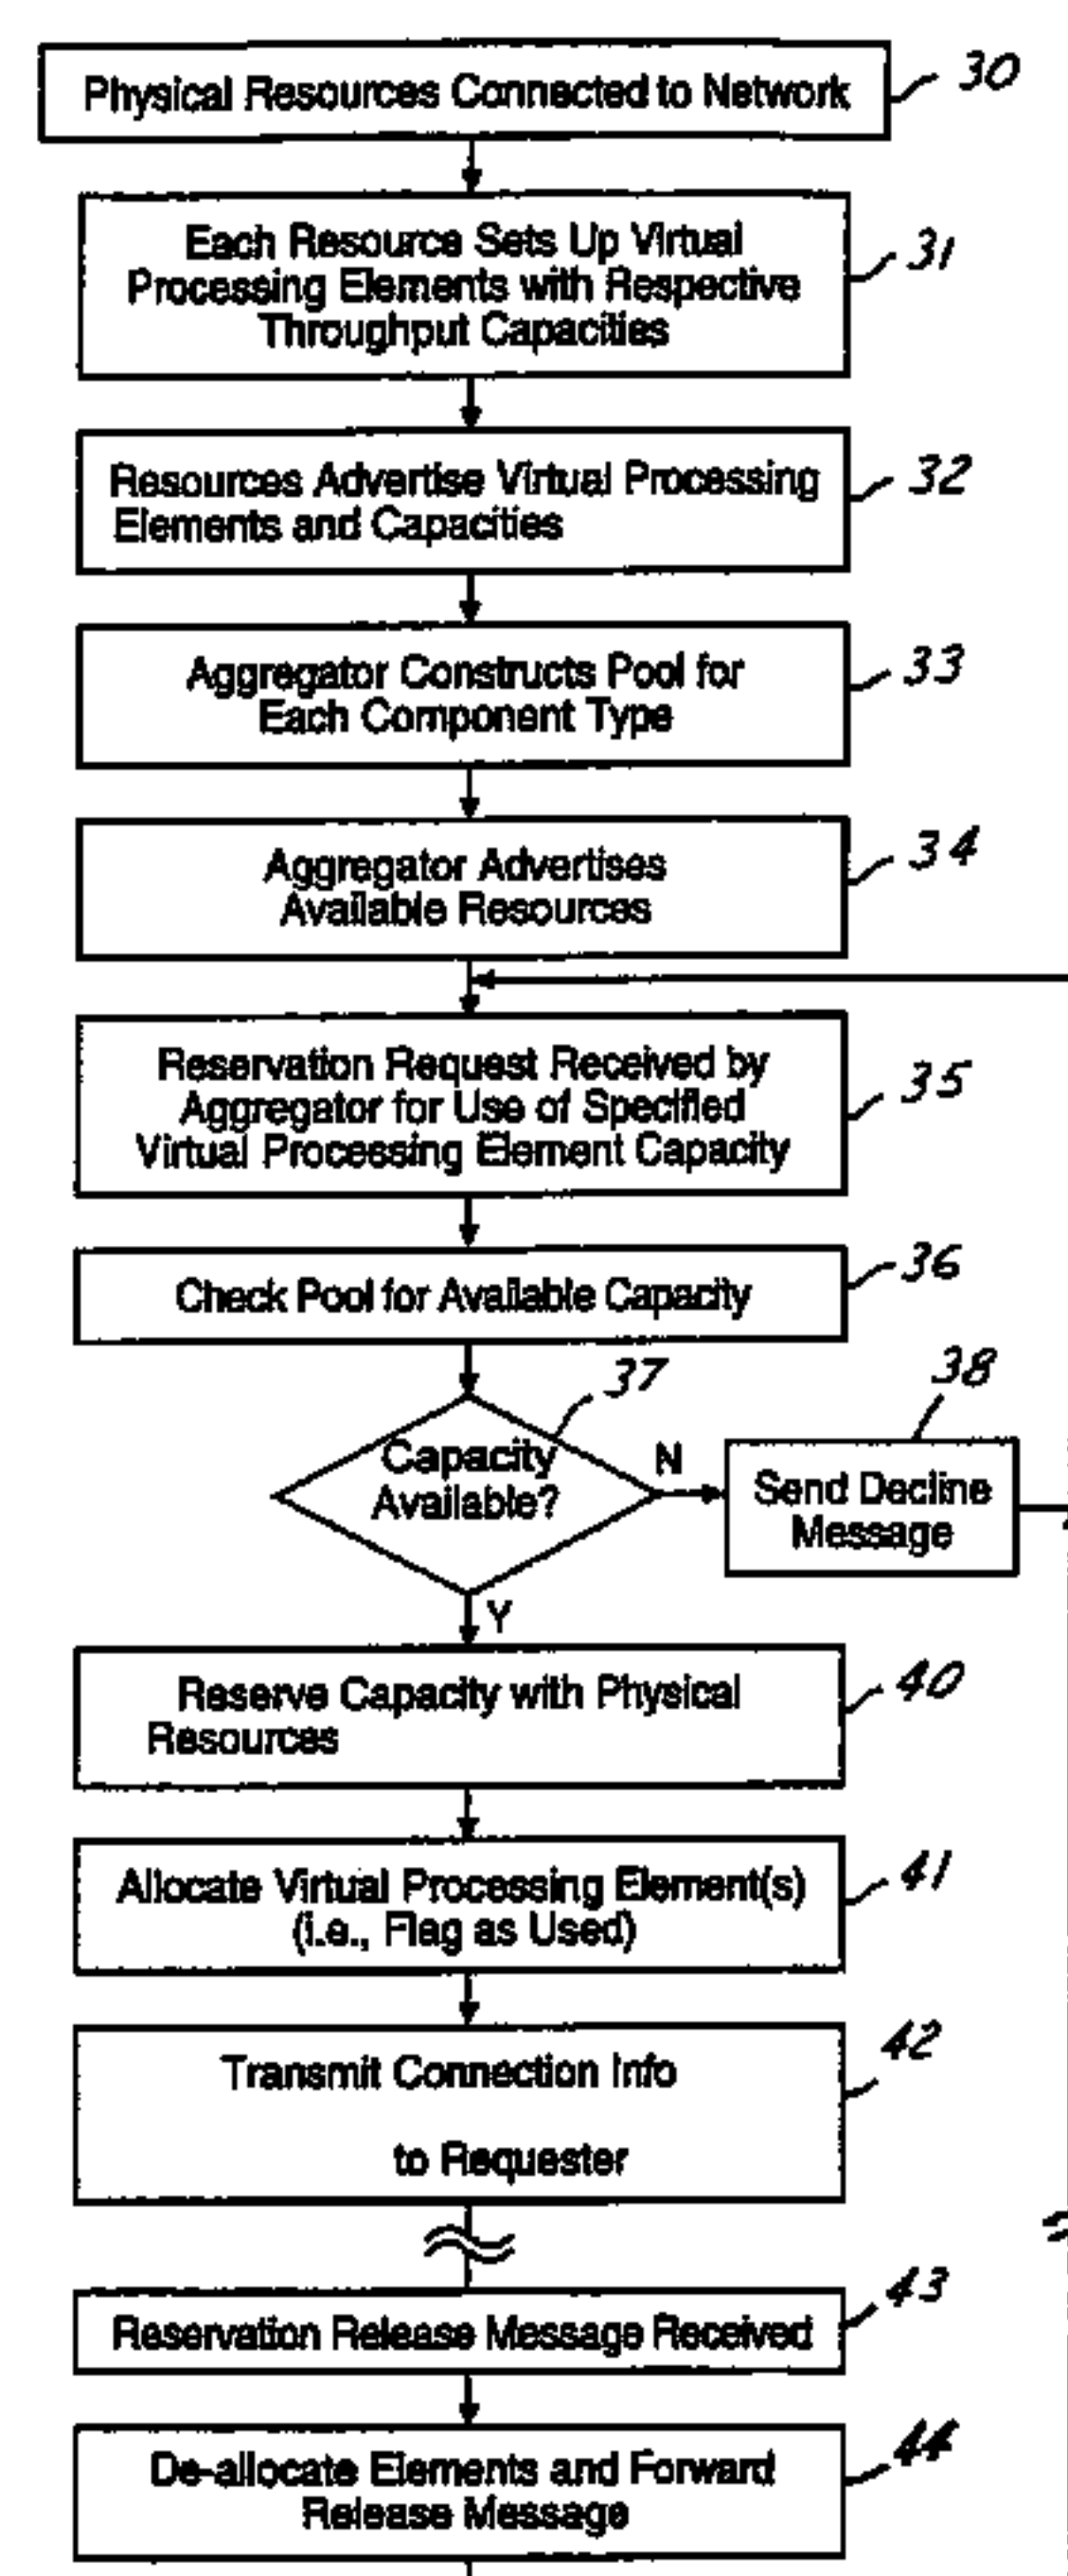 Physical Resources Connected to Network
30
Each Resource Sets Up Virtual
Processing Elements with Respective
Throughput Capacities
31
Resources Advertise Virtual Processing
Elements and Capacities
32
Aggregator Constructs Pool for
Each Component Type
33
Aggregator Advertises
Available Resources
34
Reservation Request Received by
Aggregator for Use of Specified
Virtual Processing Element Capacity
35
Check Pool for Available Capacity
36
37
Capacity
Available?
N
38
Send Decline
Message
Y
Reserve Capacity with Physical
Resources
40
Allocate Virtual Processing Element(s)
(i.e., Flag as Used)
41
Transmit Connection Info
to Requester
42
Reservation Release Message Received
43
De-allocate Elements and Forward
Release Message
44